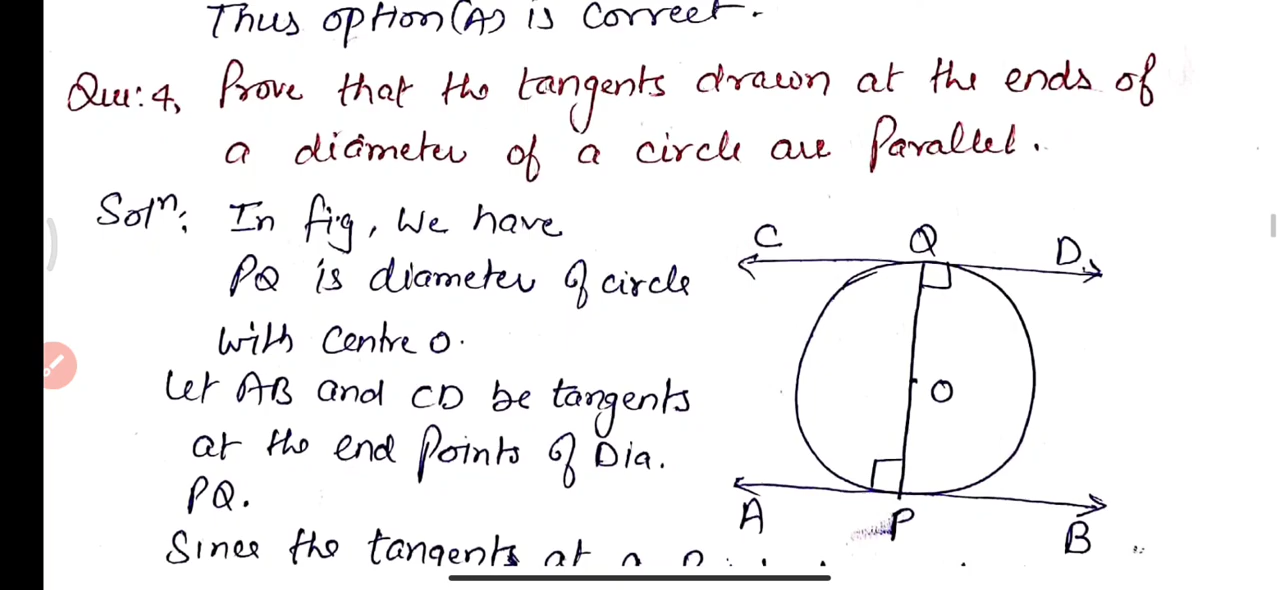 Thus option (A) is correct.
Que: 4, Prove that the tangents drawn at the ends of
a diameter of a circle are Parallel.
Solⁿ: In fig, We have
PQ is diameter of circle
with centre O.
Let AB and CD be tangents
at the end Points of Dia.
PQ.
Since the tangents at a
C Q D
O
A P B